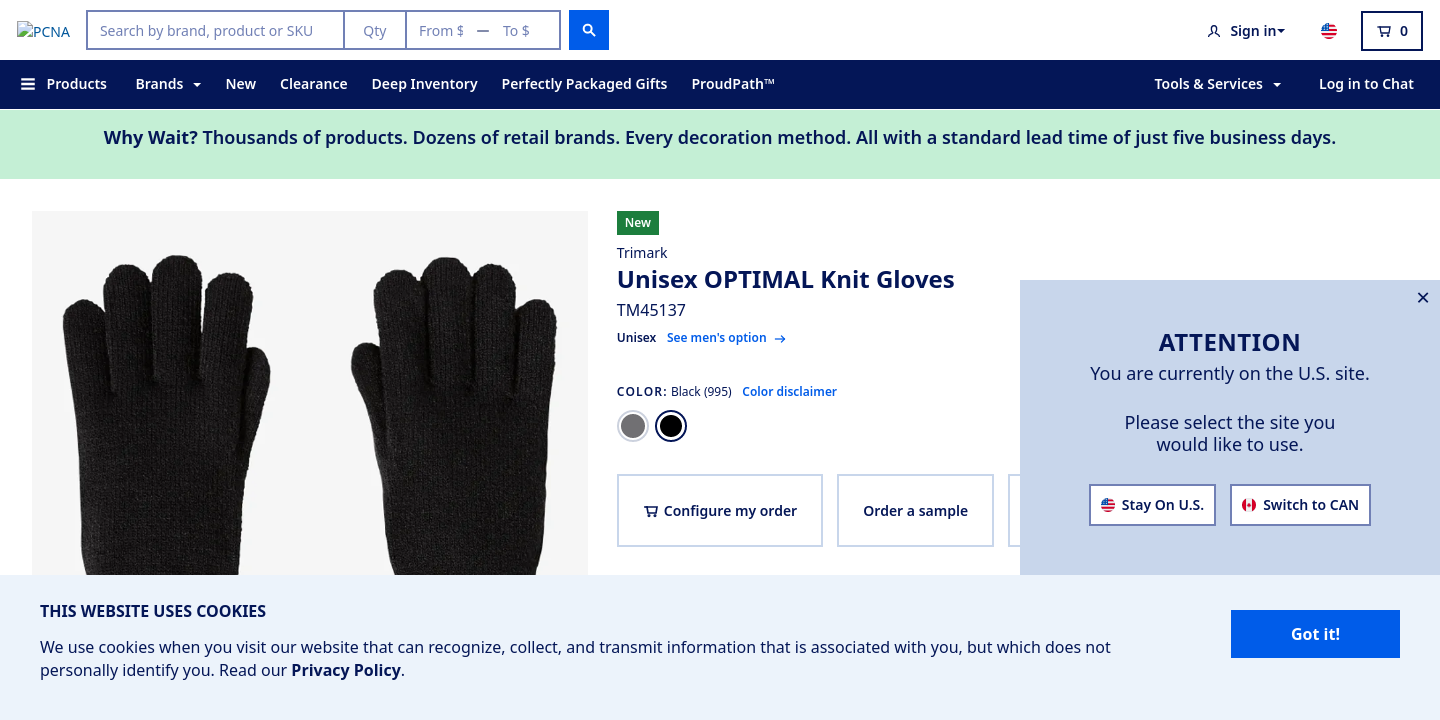 PCNA
Search by brand, product or SKU
Qty
From $ — To $
Sign in
0
Products
Brands
New
Clearance
Deep Inventory
Perfectly Packaged Gifts
ProudPath™
Tools & Services
Log in to Chat
Why Wait? Thousands of products. Dozens of retail brands. Every decoration method. All with a standard lead time of just five business days.
New
Trimark
Unisex OPTIMAL Knit Gloves
TM45137
Unisex See men's option →
COLOR: Black (995) Color disclaimer
Configure my order
Order a sample
ATTENTION
You are currently on the U.S. site.
Please select the site you
would like to use.
Stay On U.S.
Switch to CAN
THIS WEBSITE USES COOKIES
We use cookies when you visit our website that can recognize, collect, and transmit information that is associated with you, but which does not
personally identify you. Read our Privacy Policy.
Got it!